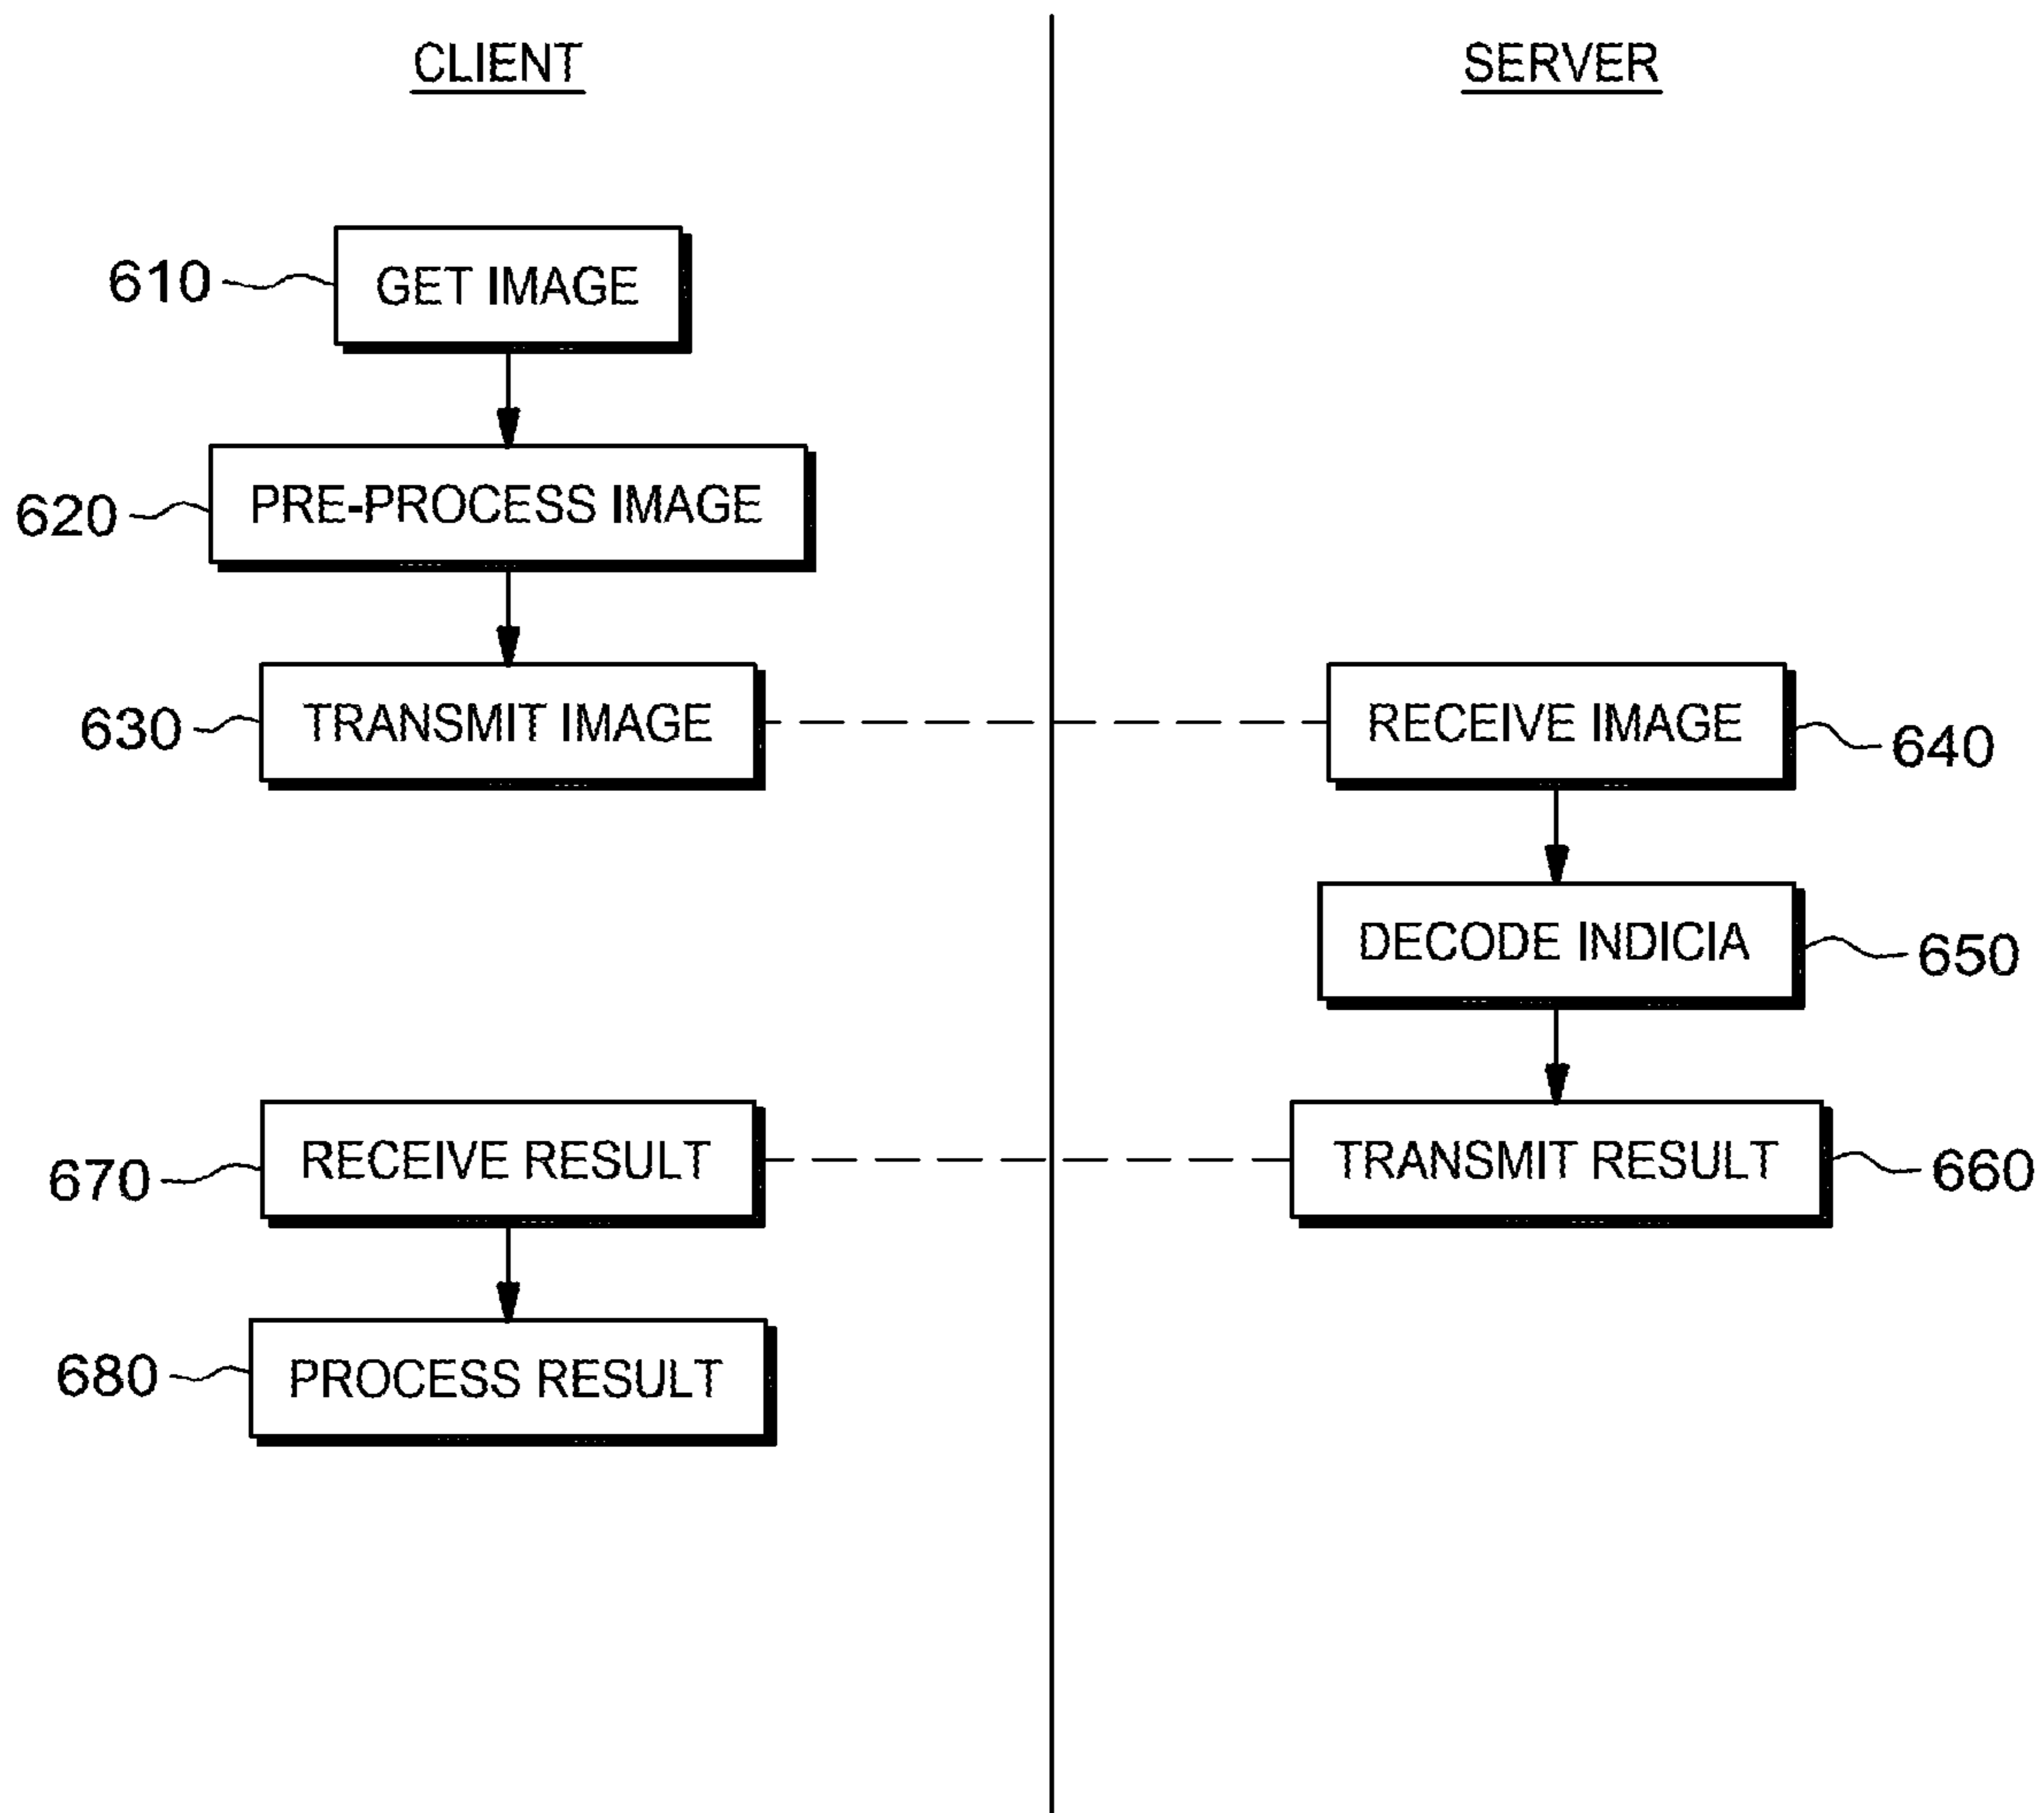 CLIENT
SERVER
610
GET IMAGE
620
PRE-PROCESS IMAGE
630
TRANSMIT IMAGE
RECEIVE IMAGE
640
DECODE INDICIA
650
670
RECEIVE RESULT
TRANSMIT RESULT
660
680
PROCESS RESULT